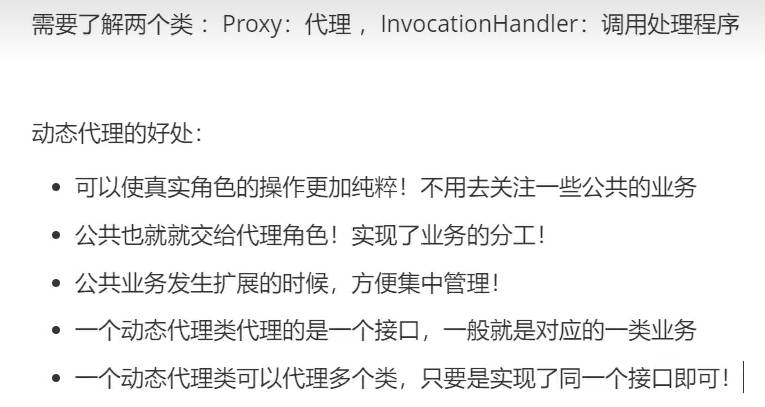 需要了解两个类 ：Proxy：代理 ，InvocationHandler：调用处理程序
动态代理的好处：
• 可以使真实角色的操作更加纯粹！不用去关注一些公共的业务
• 公共也就就交给代理角色！实现了业务的分工！
• 公共业务发生扩展的时候，方便集中管理！
• 一个动态代理类代理的是一个接口，一般就是对应的一类业务
• 一个动态代理类可以代理多个类，只要是实现了同一个接口即可！